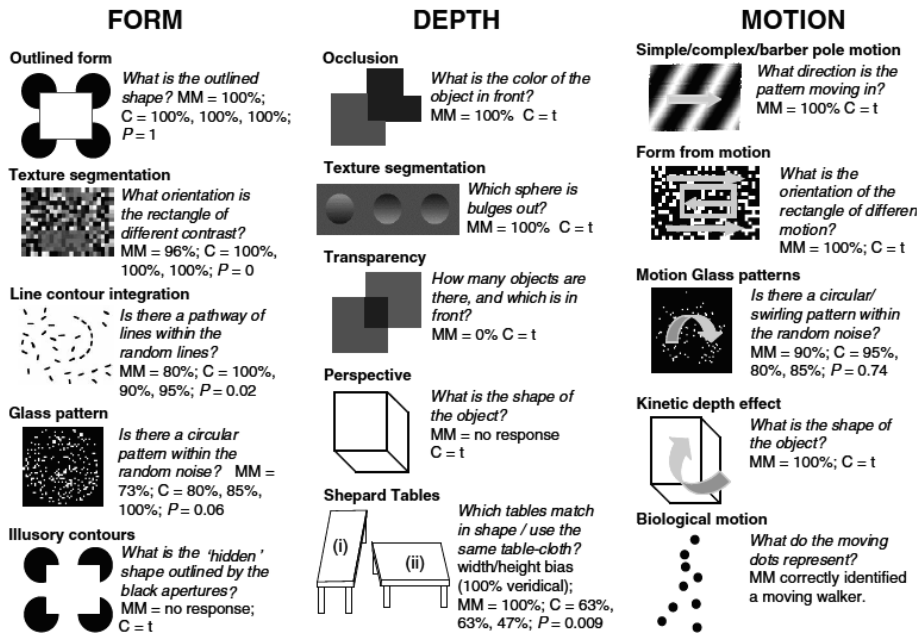 FORM
Outlined form
What is the outlined
shape? MM = 100%;
C = 100%, 100%, 100%;
P = 1
Texture segmentation
What orientation is
the rectangle of
different contrast?
MM = 96%; C = 100%,
100%, 100%; P = 0
Line contour integration
Is there a pathway of
lines within the
random lines?
MM = 80%; C = 100%,
90%, 95%; P = 0.02
Glass pattern
Is there a circular
pattern within the
random noise? MM =
73%; C = 80%, 85%,
100%; P = 0.06
Illusory contours
What is the 'hidden'
shape outlined by the
black apertures?
MM = no response;
C = t
DEPTH
Occlusion
What is the color of the
object in front?
MM = 100% C = t
Texture segmentation
Which sphere is
bulges out?
MM = 100% C = t
Transparency
How many objects are
there, and which is in
front?
MM = 0% C = t
Perspective
What is the shape of
the object?
MM = no response
C = t
Shepard Tables
(i)
(ii)
Which tables match
in shape / use the
same table-cloth?
width/height bias
(100% veridical);
MM = 100%; C = 63%,
63%, 47%; P = 0.009
MOTION
Simple/complex/barber pole motion
What direction is the
pattern moving in?
MM = 100% C = t
Form from motion
What is the
orientation of the
rectangle of differen
motion?
MM = 100%; C = t
Motion Glass patterns
Is there a circular/
swirling pattern within
the random noise?
MM = 90%; C = 95%,
80%, 85%; P = 0.74
Kinetic depth effect
What is the shape of
the object?
MM = 100%; C = t
Biological motion
What do the moving
dots represent?
MM correctly identified
a moving walker.